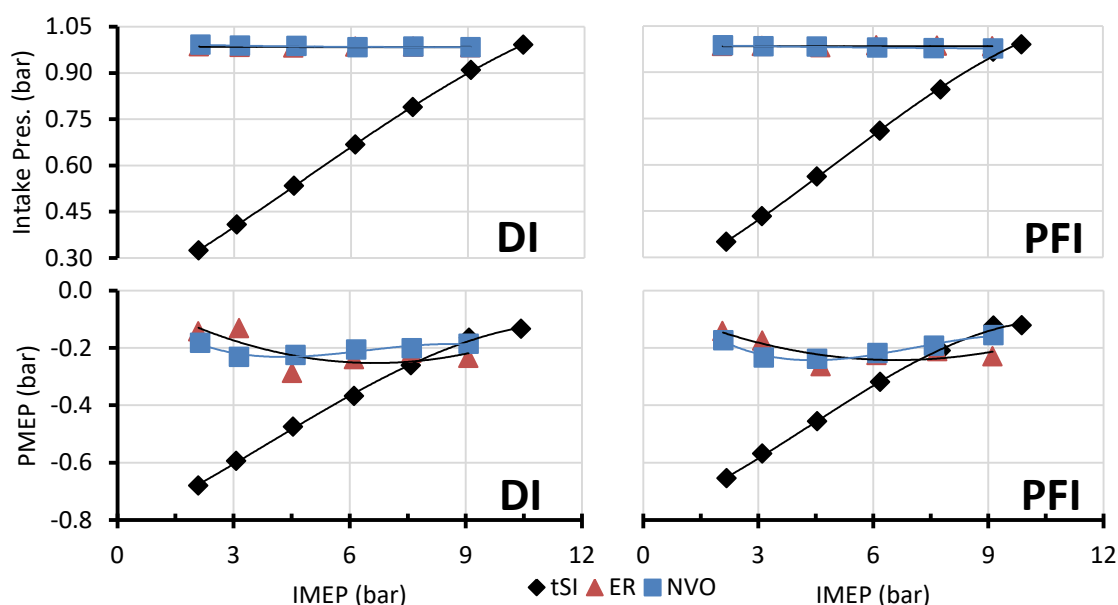 Intake Pres. (bar)
1.05
0.90
0.75
0.60
0.45
0.30
DI
PFI
PMEP (bar)
0.0
-0.2
-0.4
-0.6
-0.8
DI
PFI
0 3 6 9 12
0 3 6 9 12
IMEP (bar)
tSI ER NVO
IMEP (bar)